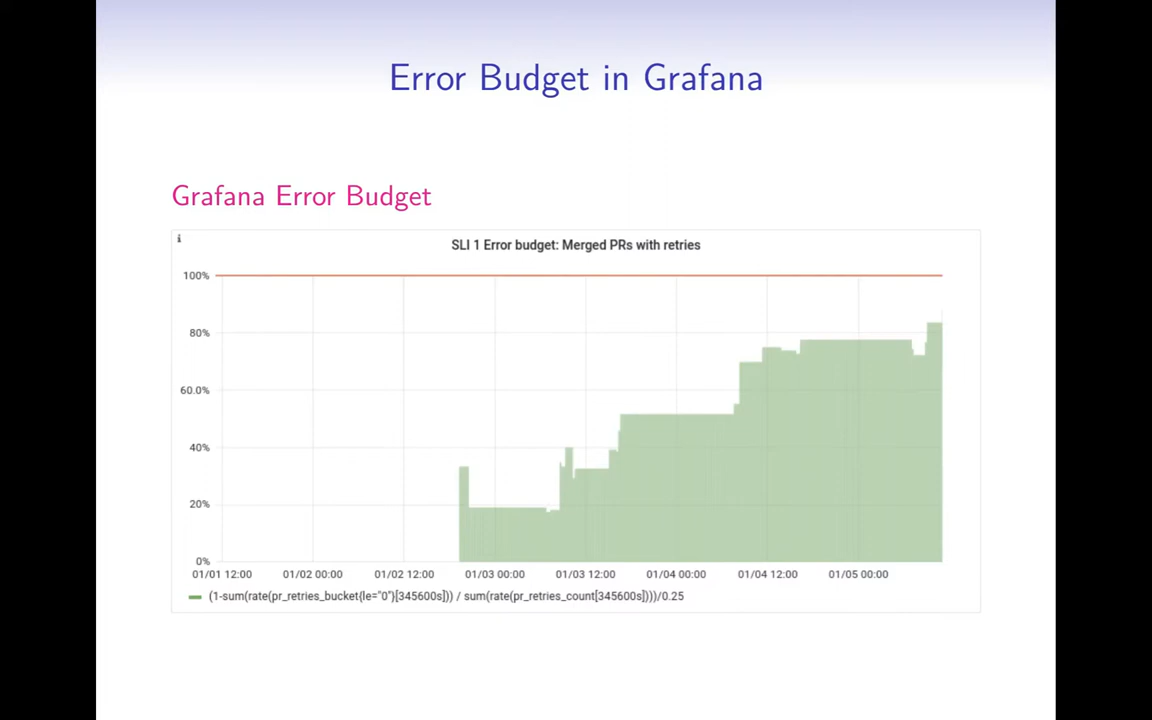 Error Budget in Grafana
Grafana Error Budget
i
SLI 1 Error budget: Merged PRs with retries
100%
80%
60.0%
40%
20%
0%
01/01 12:00 01/02 00:00 01/02 12:00 01/03 00:00 01/03 12:00 01/04 00:00 01/04 12:00 01/05 00:00
(1-sum(rate(pr_retries_bucket{le="0"}[345600s])) / sum(rate(pr_retries_count[345600s])))/0.25